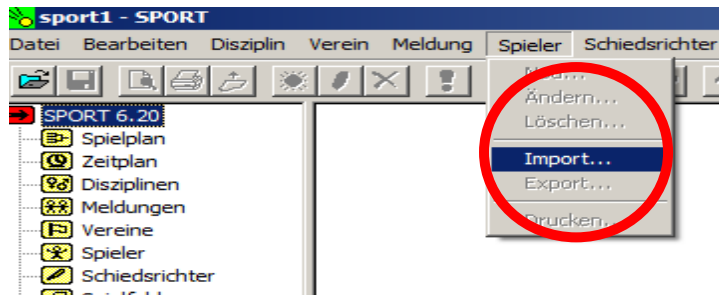 sport1 - SPORT
Datei Bearbeiten Disziplin Verein Meldung Spieler Schiedsrichter
Neu...
Ändern...
Löschen...
Import...
Export...
Drucken...
SPORT 6.20
Spielplan
Zeitplan
Disziplinen
Meldungen
Vereine
Spieler
Schiedsrichter